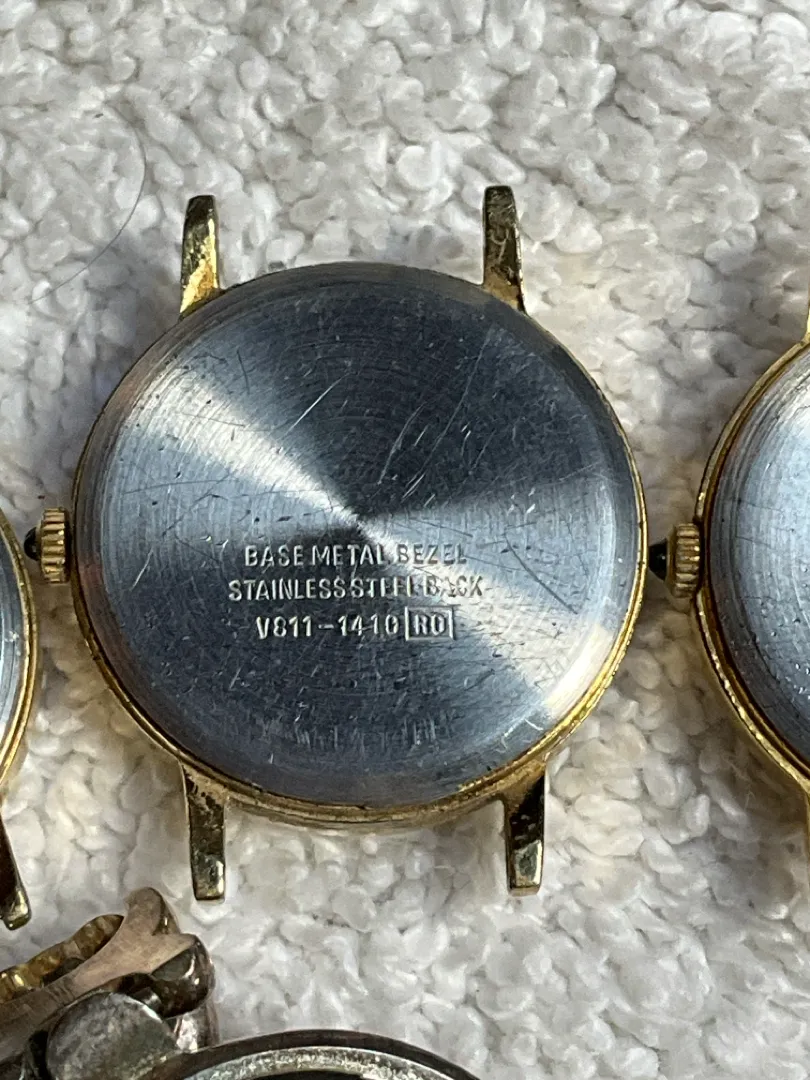 BASE METAL BEZEL
STAINLESS STEEL BACK
V811-1410 RO